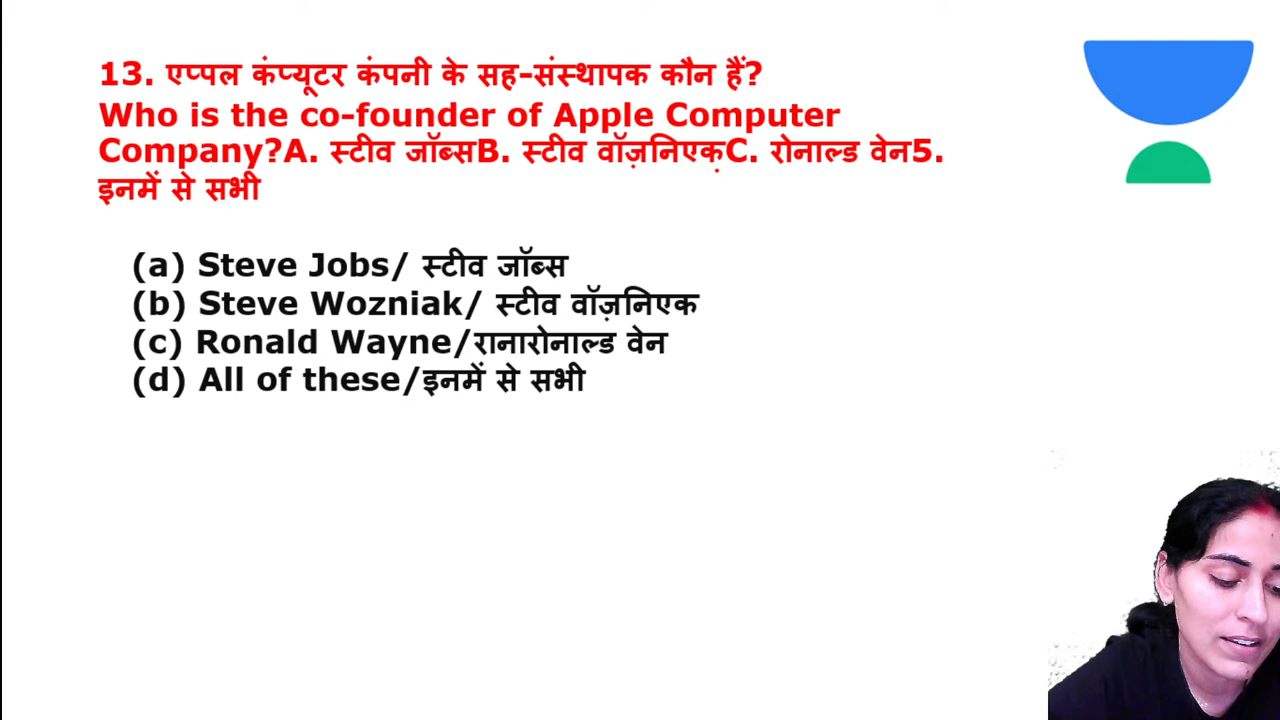 13. एप्पल कंप्यूटर कंपनी के सह-संस्थापक कौन हैं?
Who is the co-founder of Apple Computer
Company?A. स्टीव जॉब्सB. स्टीव वॉज़निएक़C. रोनाल्ड वेन5.
इनमें से सभी
(a) Steve Jobs/ स्टीव जॉब्स
(b) Steve Wozniak/ स्टीव वॉज़निएक
(c) Ronald Wayne/रानारोनाल्ड वेन
(d) All of these/इनमें से सभी